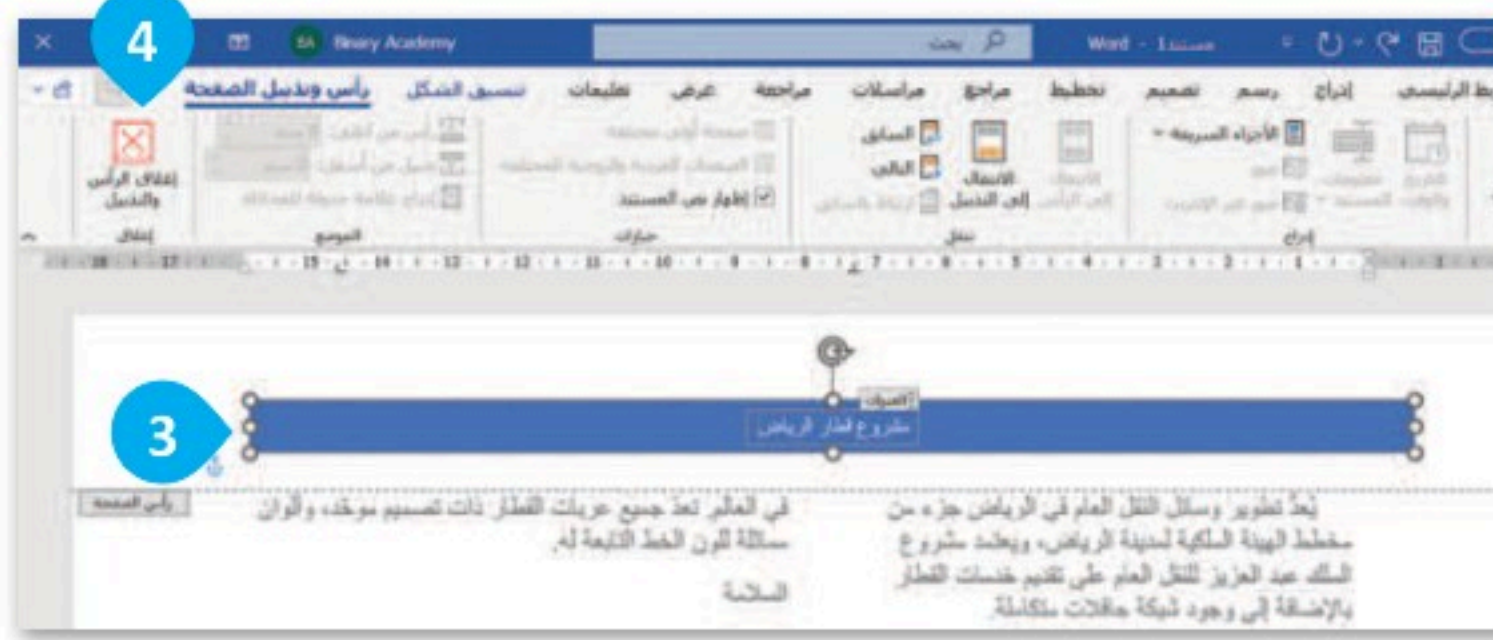 4
Binary Academy
بحث
مستند1 - Word
إدراج
رسم
تصميم
تخطيط
مراجع
مراسلات
مراجعة
عرض
تعليمات
تنسيق الشكل
رأس وتذييل الصفحة
الأجزاء السريعة
الانتقال إلى التذييل
السابق
التالي
إظهار نص المستند
إغلاق الرأس والتذييل
إدراج
تنقل
خيارات
الموضع
إغلاق
3
العنوان
مشروع قطار الرياض
رأس الصفحة
يُعدّ تطوير وسائل النقل العام في الرياض جزء من
مخطط الهيئة الملكية لمدينة الرياض، ويعتمد مشروع
الملك عبد العزيز للنقل العام على تقديم خدمات القطار
بالإضافة إلى وجود شبكة حافلات متكاملة.
في العالم. تعدّ جميع عربات القطار ذات تصميم موحّد، وألوان
مماثلة للون الخط التابعة له.
السلامة